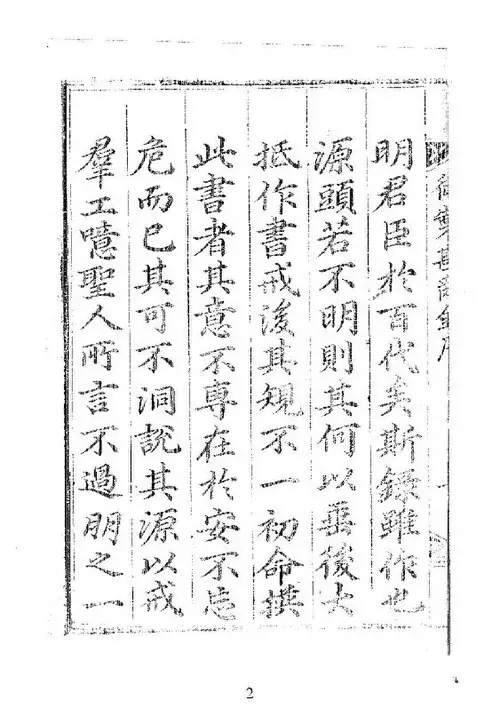 明君臣於百代矣斯錄雖作也
源頭若不明則其何以垂後大
抵作書戒後其規不一初命撰
此書者其意不專在於安不忘
危而已其可不洞說其源以戒
羣工噫聖人所言不過明之一
2